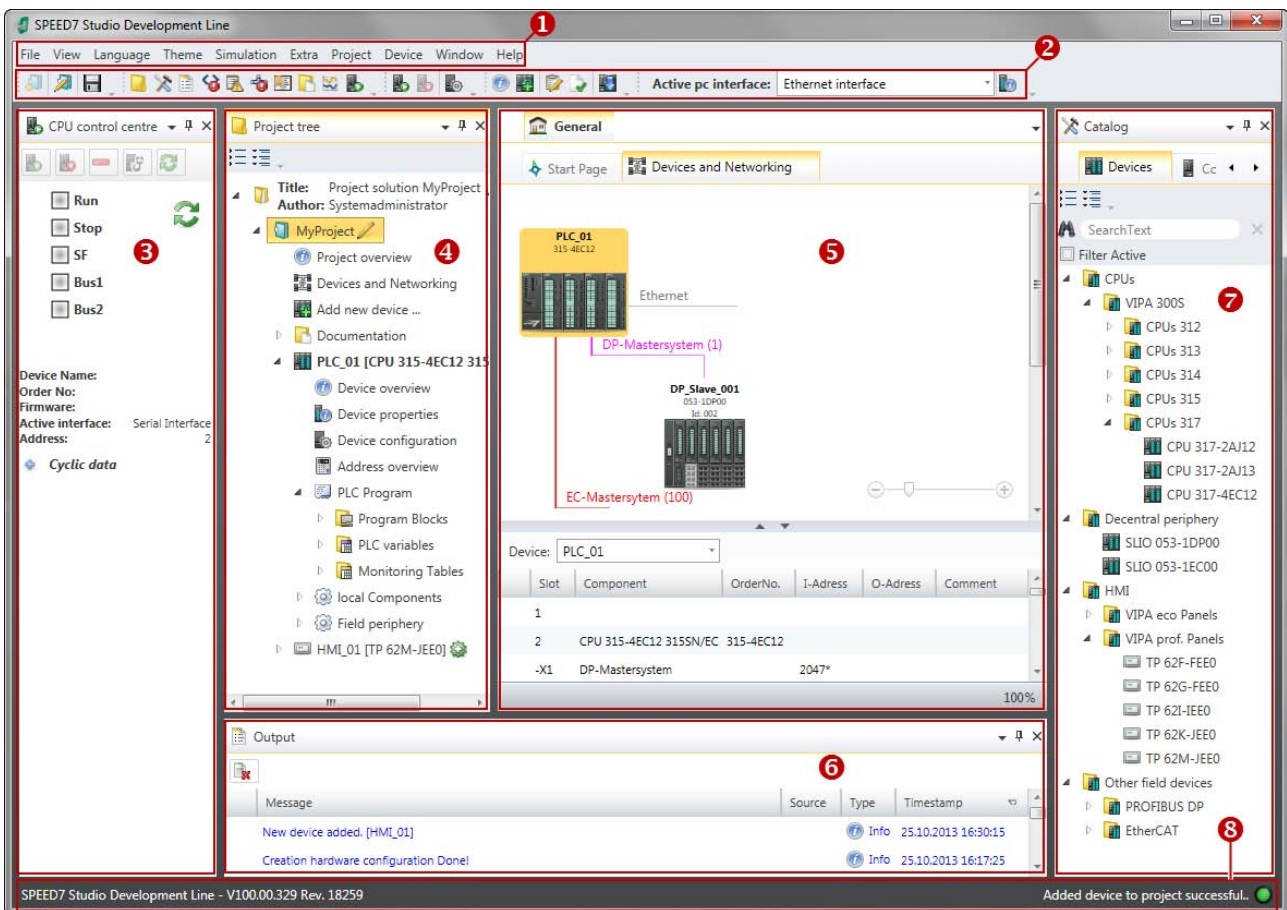 SPEED7 Studio Development Line
1
File View Language Theme Simulation Extra Project Device Window Help
2
Active pc interface: Ethernet interface
CPU control centre
Run
Stop
SF
Bus1
Bus2
3
Device Name:
Order No:
Firmware:
Active interface: Serial Interface
Address: 2
Cyclic data
Project tree
Title: Project solution MyProject
Author: Systemadministrator
MyProject
4
Project overview
Devices and Networking
Add new device ...
Documentation
PLC_01 [CPU 315-4EC12 315
Device overview
Device properties
Device configuration
Address overview
PLC Program
Program Blocks
PLC variables
Monitoring Tables
local Components
Field periphery
HMI_01 [TP 62M-JEE0]
General
Start Page Devices and Networking
5
PLC_01
315-4EC12
Ethernet
DP-Mastersystem (1)
DP_Slave_001
053-1DP00
Id: 002
EC-Mastersytem (100)
Device: PLC_01
Slot Component OrderNo. I-Adress O-Adress Comment
1
2 CPU 315-4EC12 315SN/EC 315-4EC12
-X1 DP-Mastersystem 2047*
100%
Output
6
Message Source Type Timestamp
New device added. [HMI_01] Info 25.10.2013 16:30:15
Creation hardware configuration Done! Info 25.10.2013 16:17:25
Catalog
Devices Cc
SearchText
Filter Active
CPUs
VIPA 300S
7
CPUs 312
CPUs 313
CPUs 314
CPUs 315
CPUs 317
CPU 317-2AJ12
CPU 317-2AJ13
CPU 317-4EC12
Decentral periphery
SLIO 053-1DP00
SLIO 053-1EC00
HMI
VIPA eco Panels
VIPA prof. Panels
TP 62F-FEE0
TP 62G-FEE0
TP 62I-IEE0
TP 62K-JEE0
TP 62M-JEE0
Other field devices
PROFIBUS DP
EtherCAT
8
SPEED7 Studio Development Line - V100.00.329 Rev. 18259
Added device to project successful..